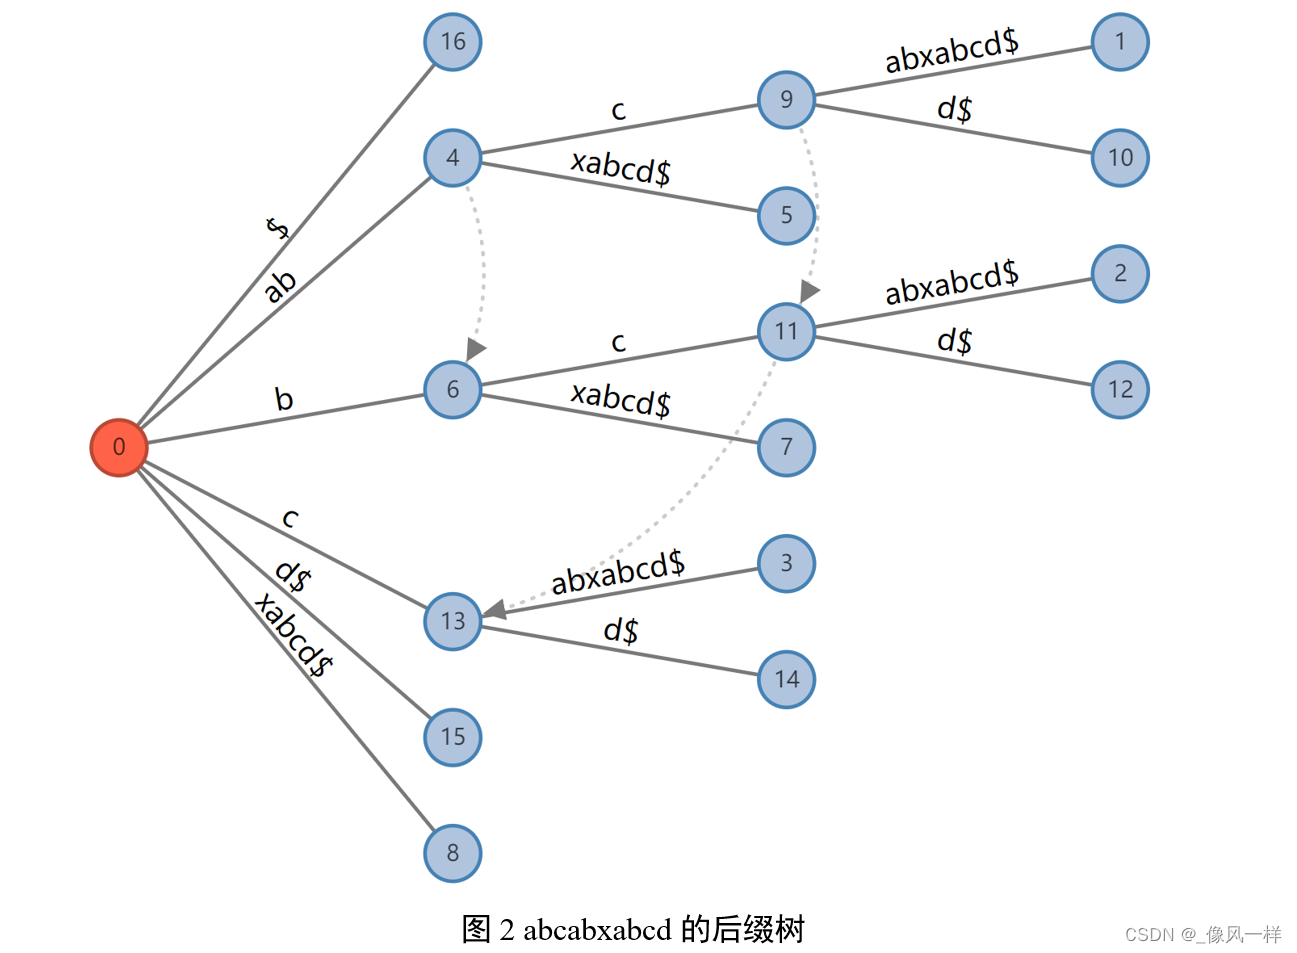 16
abxabcd$
1
c
9
d$
4
10
xabcd$
5
$
ab
2
abxabcd$
c
11
d$
b
6
12
xabcd$
0
7
c
abxabcd$
3
d$
13
d$
xabcd$
14
15
8
图 2 abcabxabcd 的后缀树
CSDN @_像风一样